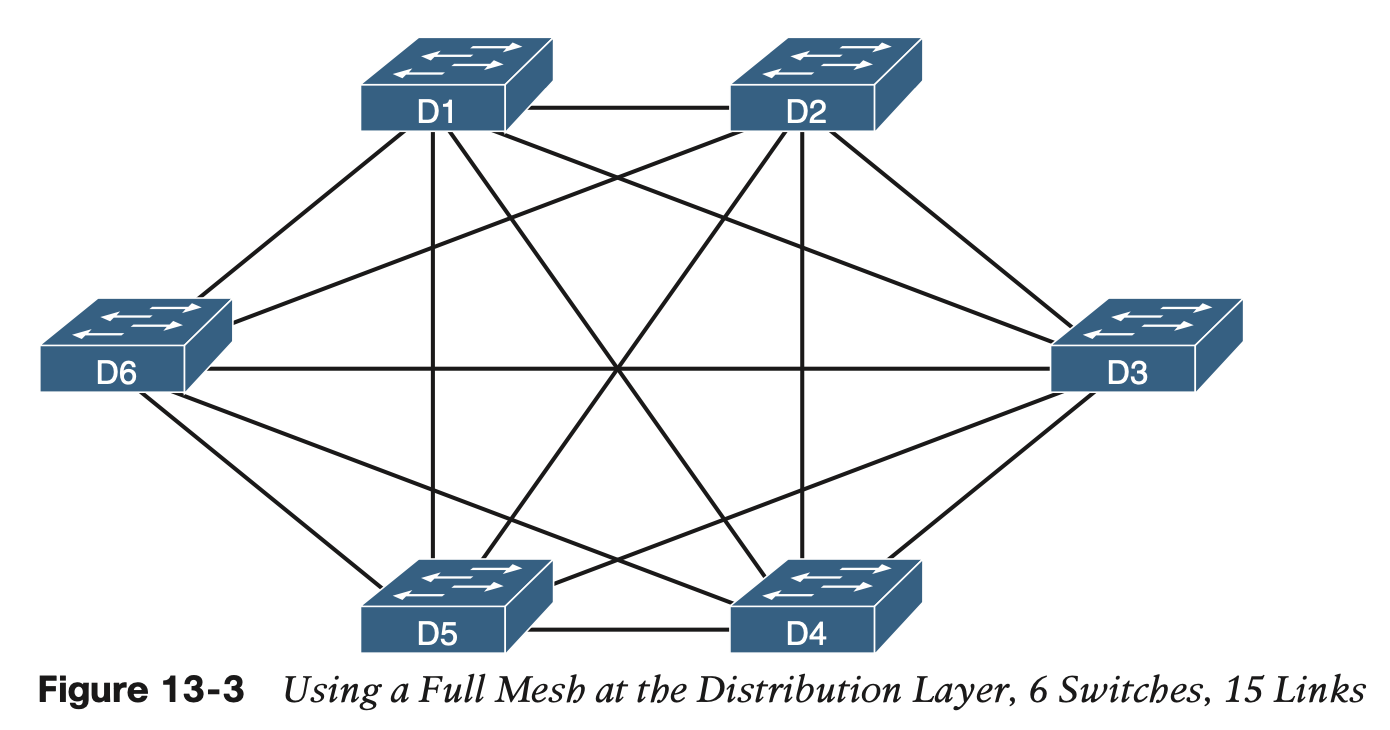 D1
D2
D6
D3
D5
D4
Figure 13-3 Using a Full Mesh at the Distribution Layer, 6 Switches, 15 Links